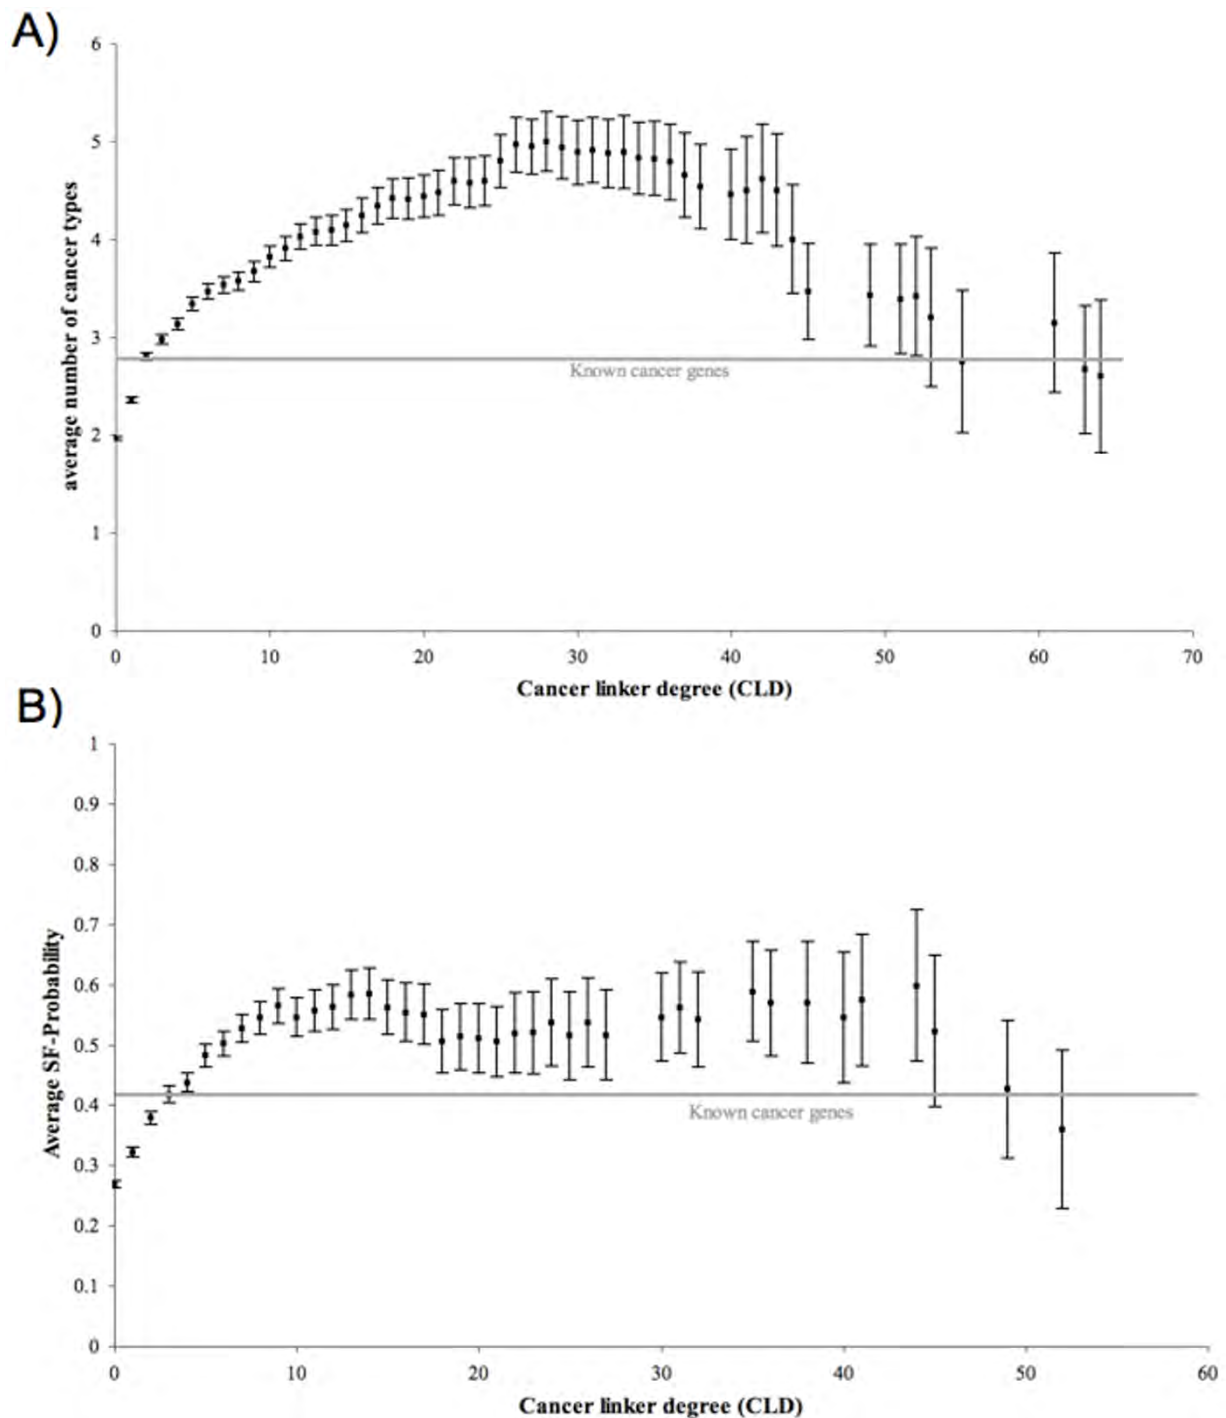 A)
6
5
4
3
2
1
0
average number of cancer types
Known cancer genes
0 10 20 30 40 50 60 70
Cancer linker degree (CLD)
B)
1
0.9
0.8
0.7
0.6
0.5
0.4
0.3
0.2
0.1
0
Average SF-Probability
Known cancer genes
0 10 20 30 40 50 60
Cancer linker degree (CLD)